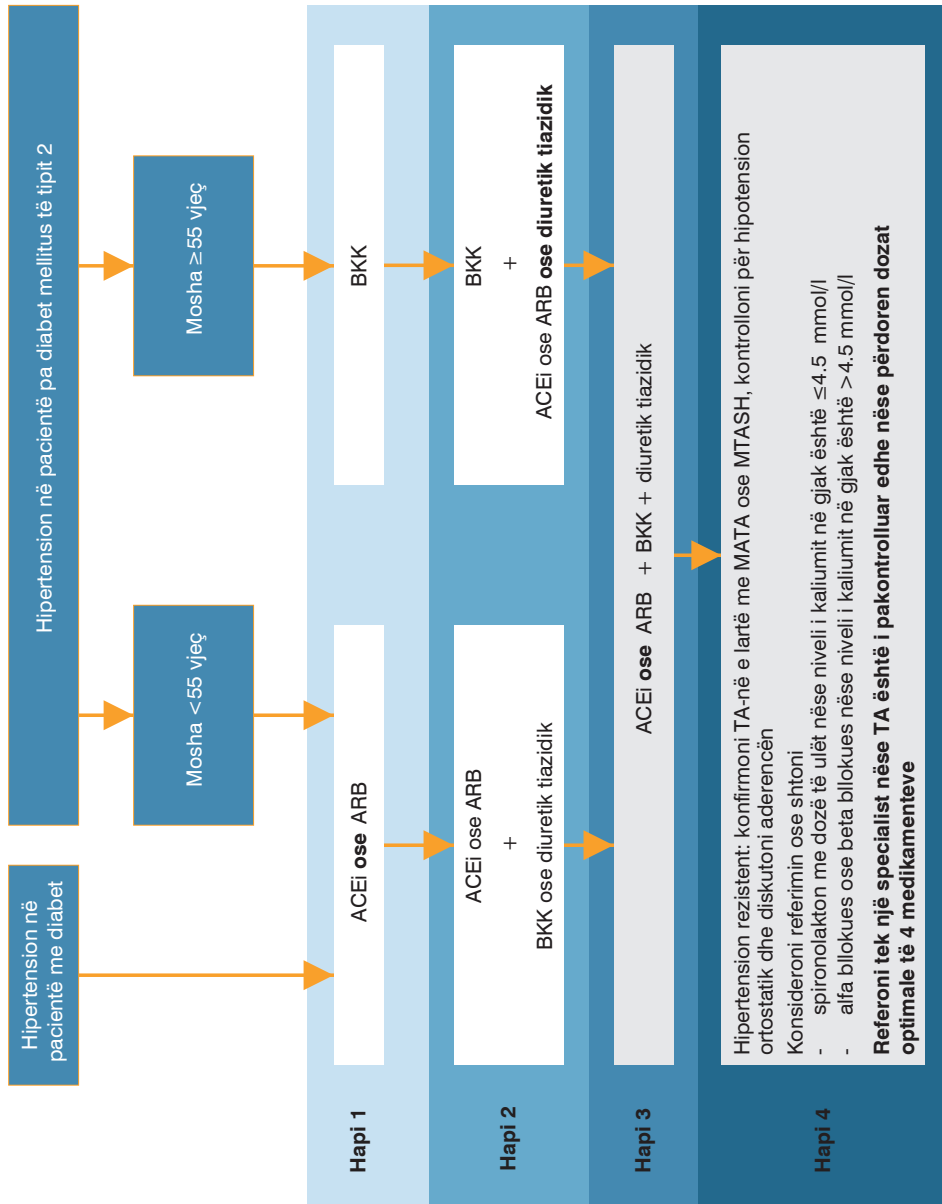 Hipertension në
pacientë me diabet
Hipertension në pacientë pa diabet mellitus të tipit 2
Mosha <55 vjeç
Mosha ≥55 vjeç
Hapi 1
ACEi ose ARB
BKK
Hapi 2
ACEi ose ARB
+
BKK ose diuretik tiazidik
BKK
+
ACEi ose ARB ose diuretik tiazidik
Hapi 3
ACEi ose ARB + BKK + diuretik tiazidik
Hapi 4
Hipertension rezistent: konfirmoni TA-në e lartë me MATA ose MTASH, kontrolloni për hipotension
ortostatik dhe diskutoni aderencën
Konsideroni referimin ose shtoni
- spironolakton me dozë të ulët nëse niveli i kaliumit në gjak është ≤4.5 mmol/l
- alfa bllokues ose beta bllokues nëse niveli i kaliumit në gjak është >4.5 mmol/l
Referoni tek një specialist nëse TA është i pakontrolluar edhe nëse përdoren dozat
optimale të 4 medikamenteve